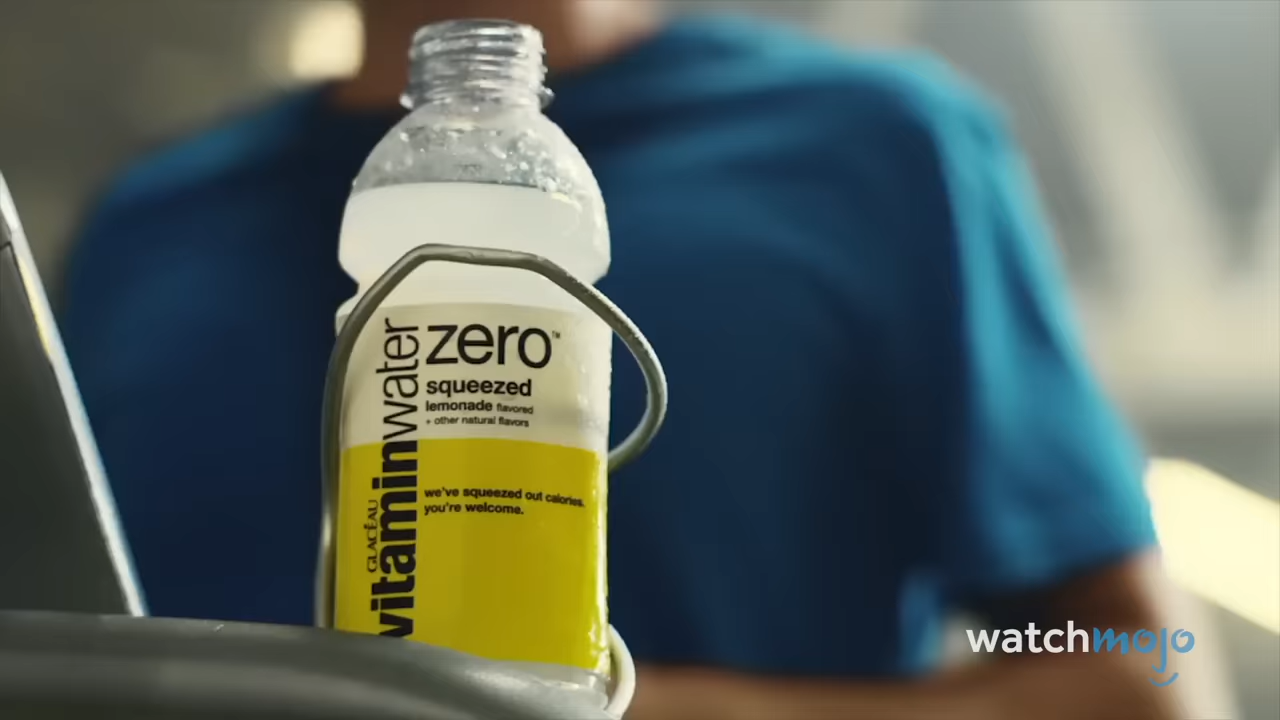 zero™
squeezed
lemonade flavored
+ other natural flavors
GLACÉAU
vitaminwater
we've squeezed out calories.
you're welcome.
watchmojo